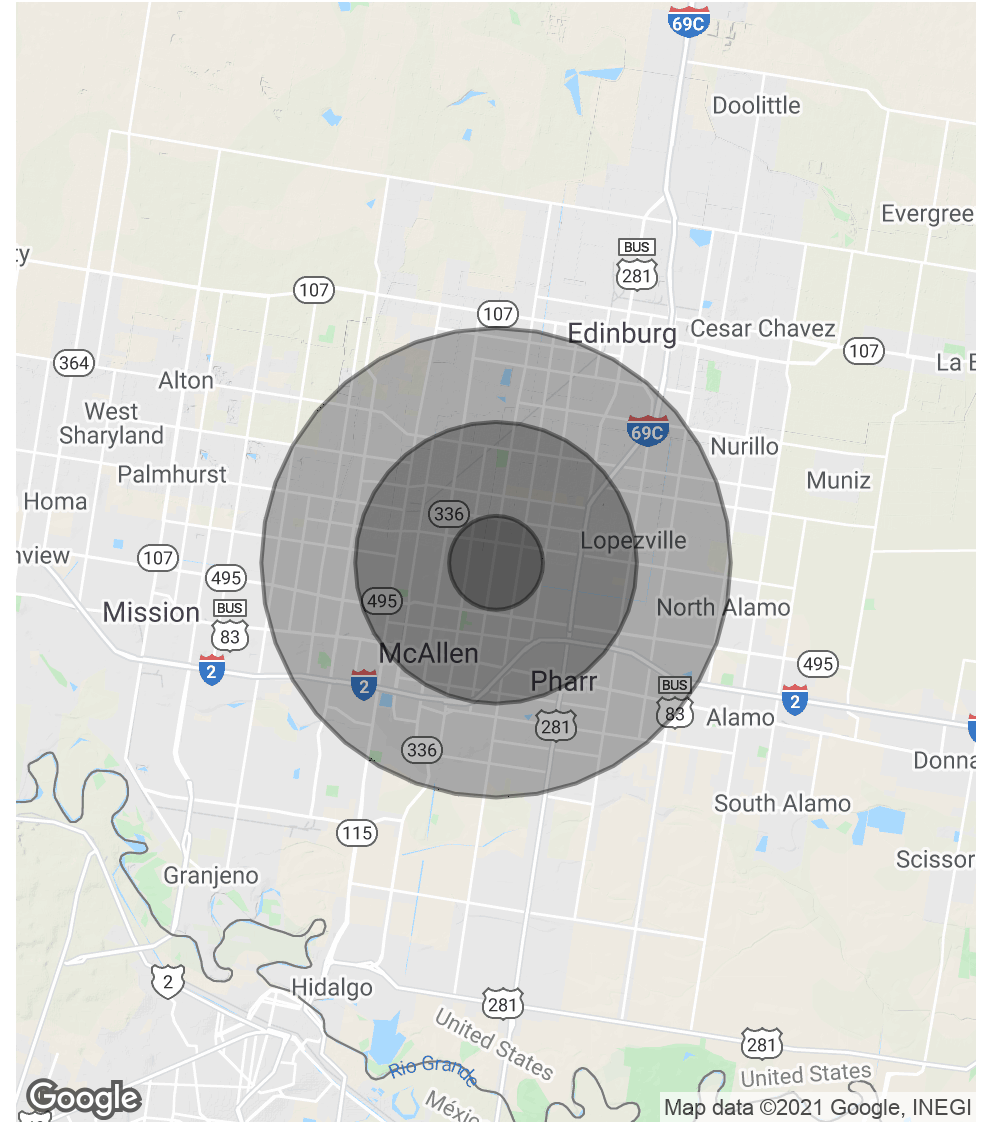 69C
Doolittle
Evergree
ty
BUS
281
107
107
Edinburg
Cesar Chavez
107
364
La E
Alton
West
Sharyland
69C
Nurillo
Palmhurst
Muniz
Homa
336
Lopezville
nview
107
495
495
BUS
83
Mission
North Alamo
McAllen
2
2
495
Pharr
BUS
83
2
281
Alamo
336
Donna
South Alamo
115
Scissor
Granjeno
2
Hidalgo
281
United States
281
Rio Grande
United States
Méxio
Google
Map data ©2021 Google, INEGI